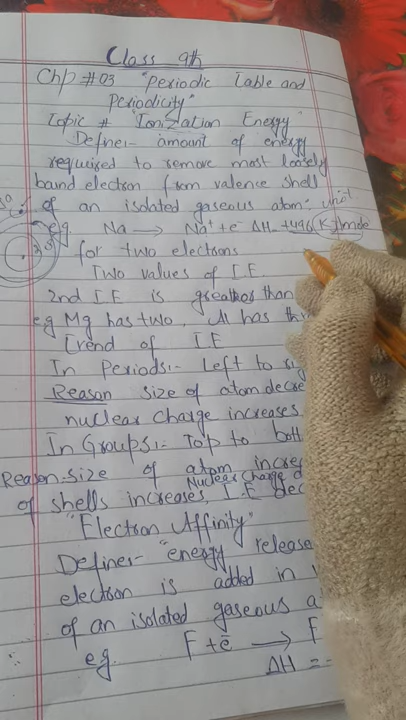 Class 9th
Chp #03 "Periodic Table and
Periodicity"
Topic # "Ionization Energy"
Define:- amount of energy
requeired to remove most loosely
bound electron from valence shell
of an isolated gaseous atom. unit
eg. Na → Na⁺ + e⁻ ΔH = +496 KJ/mole
for two electrons
Two values of I.E
2nd I.E is greater than
eg Mg has two, Al has
Trend of I.E
In Periods:- Left to
Reason size of atom decre
nuclear charge increases
In Groups:- Top to bott
Reason:- size of atom incre
Nuclear Charge
of shells increases, I.E dec
"Electron Affinity"
Define:- "energy release
electron is added in
of an isolated gaseous a
eg. F + ē → F
ΔH = -